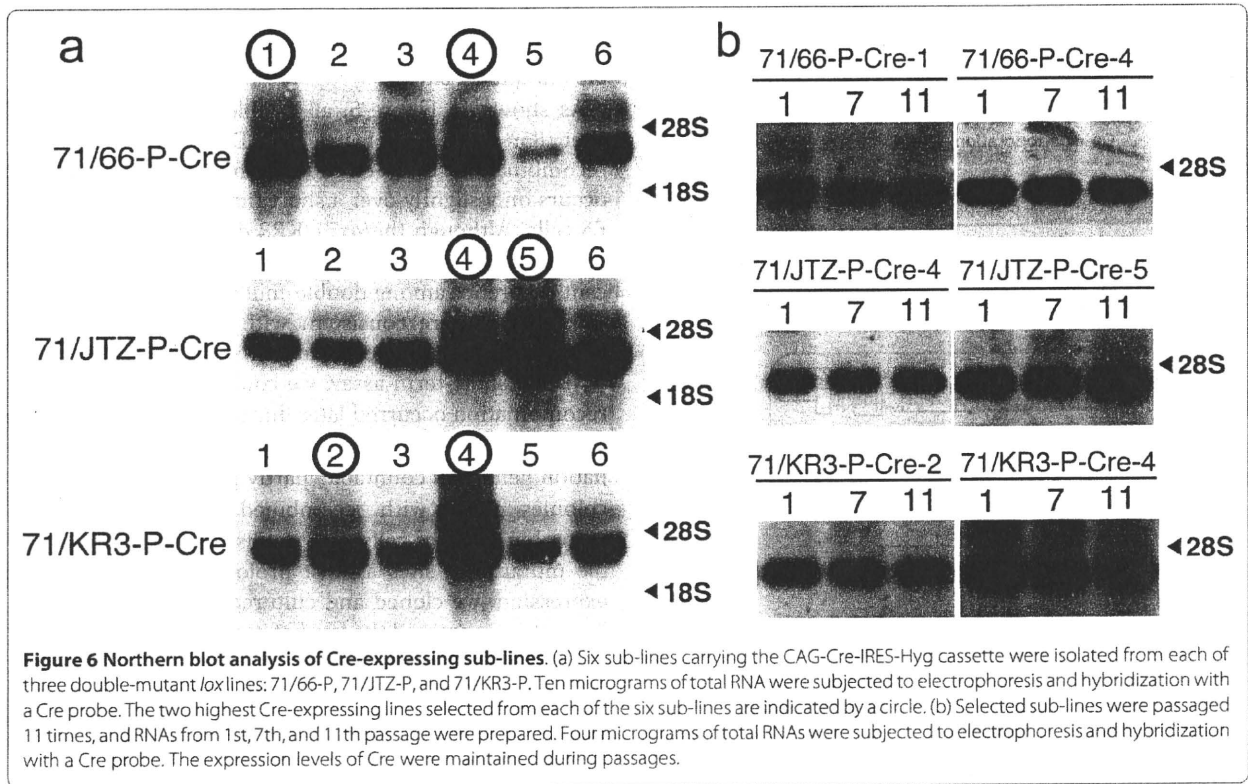 a
1 2 3 4 5 6
71/66-P-Cre
28S
18S
1 2 3 4 5 6
71/JTZ-P-Cre
28S
18S
1 2 3 4 5 6
71/KR3-P-Cre
28S
18S
b
71/66-P-Cre-1 71/66-P-Cre-4
1 7 11 1 7 11
28S
71/JTZ-P-Cre-4 71/JTZ-P-Cre-5
1 7 11 1 7 11
28S
71/KR3-P-Cre-2 71/KR3-P-Cre-4
1 7 11 1 7 11
28S
Figure 6 Northern blot analysis of Cre-expressing sub-lines. (a) Six sub-lines carrying the CAG-Cre-IRES-Hyg cassette were isolated from each of
three double-mutant lox lines: 71/66-P, 71/JTZ-P, and 71/KR3-P. Ten micrograms of total RNA were subjected to electrophoresis and hybridization with
a Cre probe. The two highest Cre-expressing lines selected from each of the six sub-lines are indicated by a circle. (b) Selected sub-lines were passaged
11 times, and RNAs from 1st, 7th, and 11th passage were prepared. Four micrograms of total RNAs were subjected to electrophoresis and hybridization
with a Cre probe. The expression levels of Cre were maintained during passages.